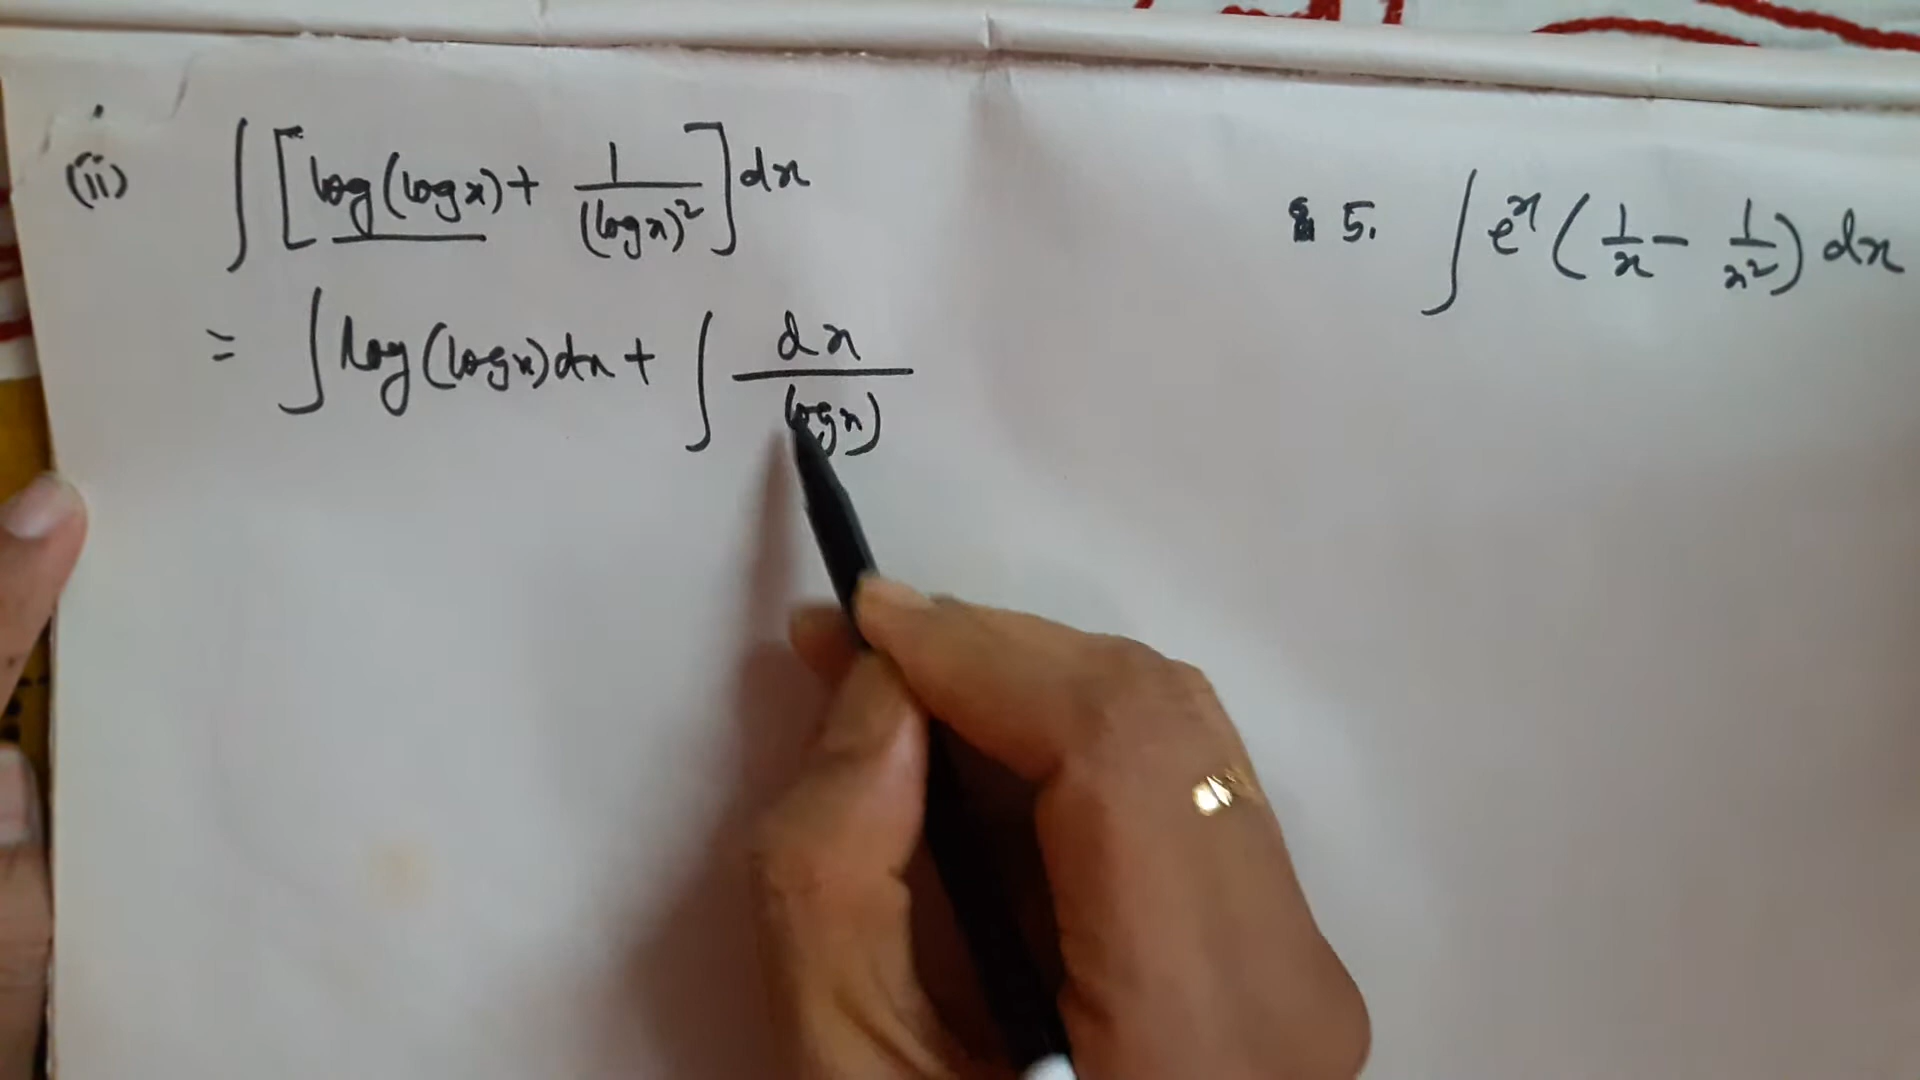 (ii) ∫ [log(log x) + 1/(log x)²] dx
= ∫ log(log x) dx + ∫ dx/(log x)
5. ∫ eˣ (1/x − 1/x²) dx